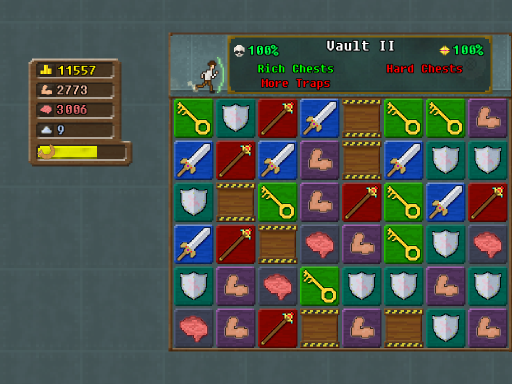 11557
2773
3006
9
100%
Vault II
100%
Rich Chests
Hard Chests
More Traps